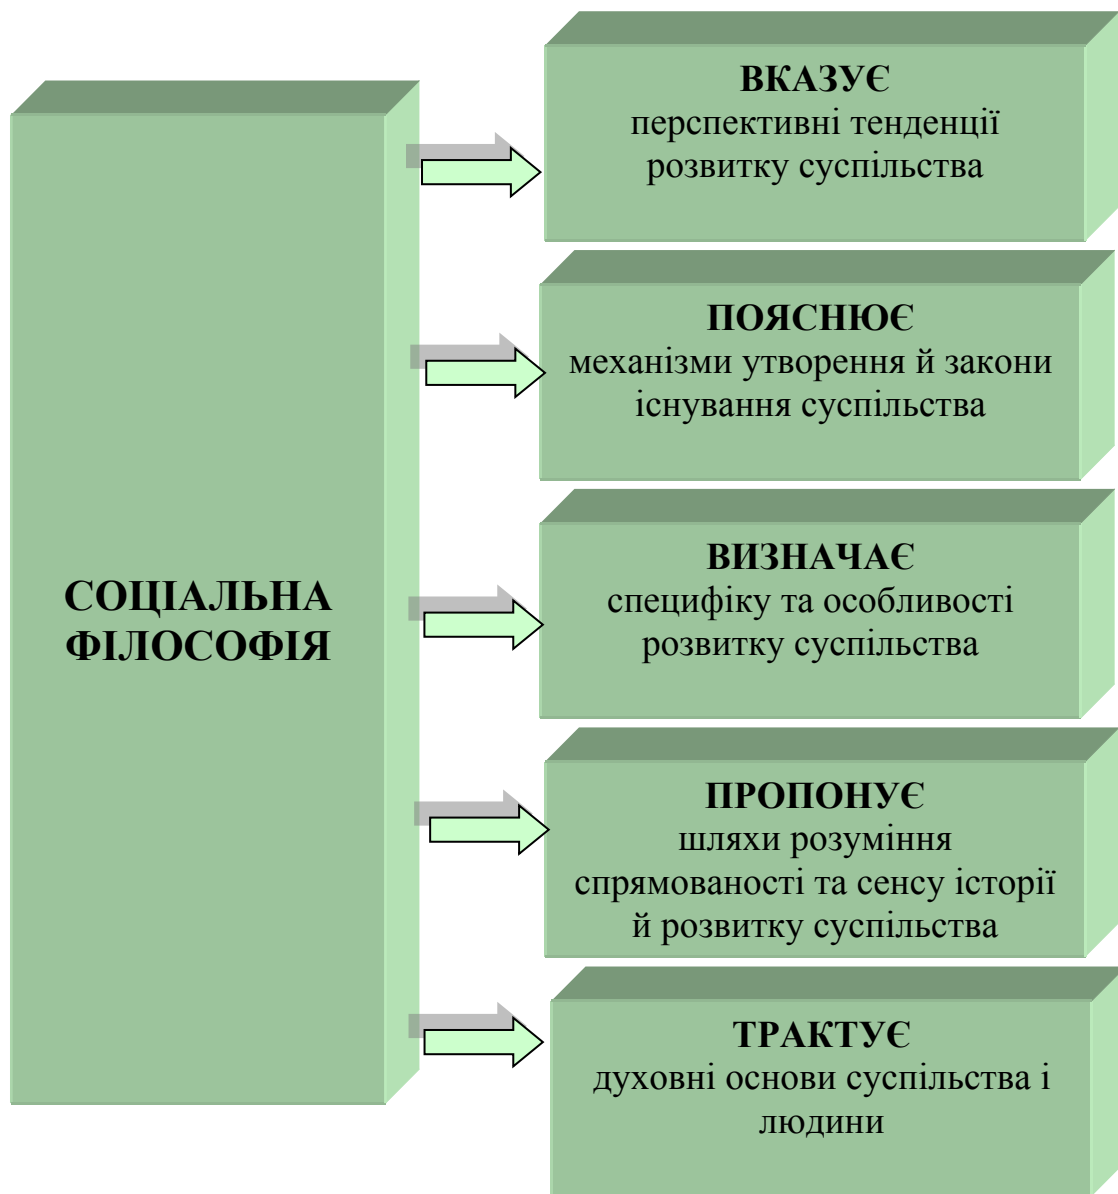 СОЦІАЛЬНА
ФІЛОСОФІЯ
ВКАЗУЄ
перспективні тенденції
розвитку суспільства
ПОЯСНЮЄ
механізми утворення й закони
існування суспільства
ВИЗНАЧАЄ
специфіку та особливості
розвитку суспільства
ПРОПОНУЄ
шляхи розуміння
спрямованості та сенсу історії
й розвитку суспільства
ТРАКТУЄ
духовні основи суспільства і
людини